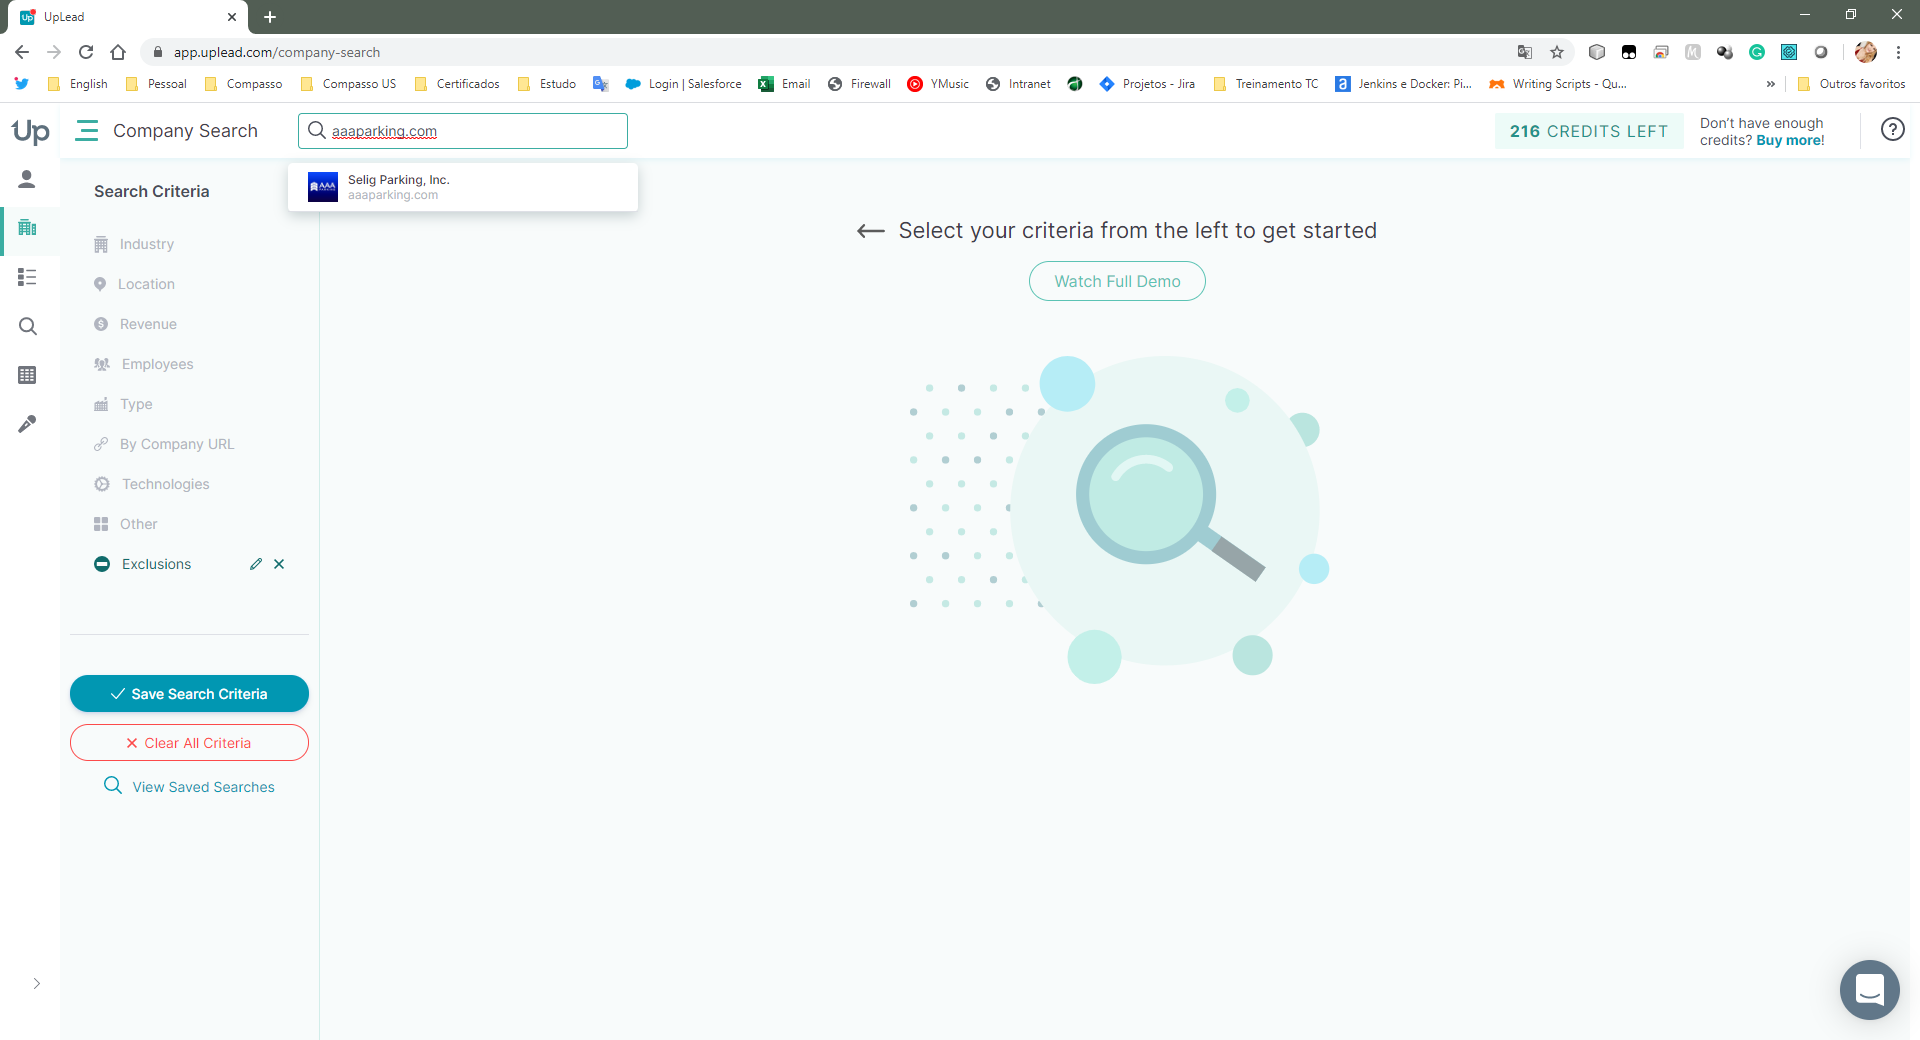 UpLead
app.uplead.com/company-search
English
Pessoal
Compasso
Compasso US
Certificados
Estudo
Login | Salesforce
Email
Firewall
YMusic
Intranet
Projetos - Jira
Treinamento TC
Jenkins e Docker: Pi...
Writing Scripts - Qu...
»
Outros favoritos
Up
Company Search
aaaparking.com
216 CREDITS LEFT
Don’t have enough
credits? Buy more!
Search Criteria
AAA
Selig Parking, Inc.
aaaparking.com
Select your criteria from the left to get started
Watch Full Demo
Industry
Location
Revenue
Employees
Type
By Company URL
Technologies
Other
Exclusions
Save Search Criteria
Clear All Criteria
View Saved Searches